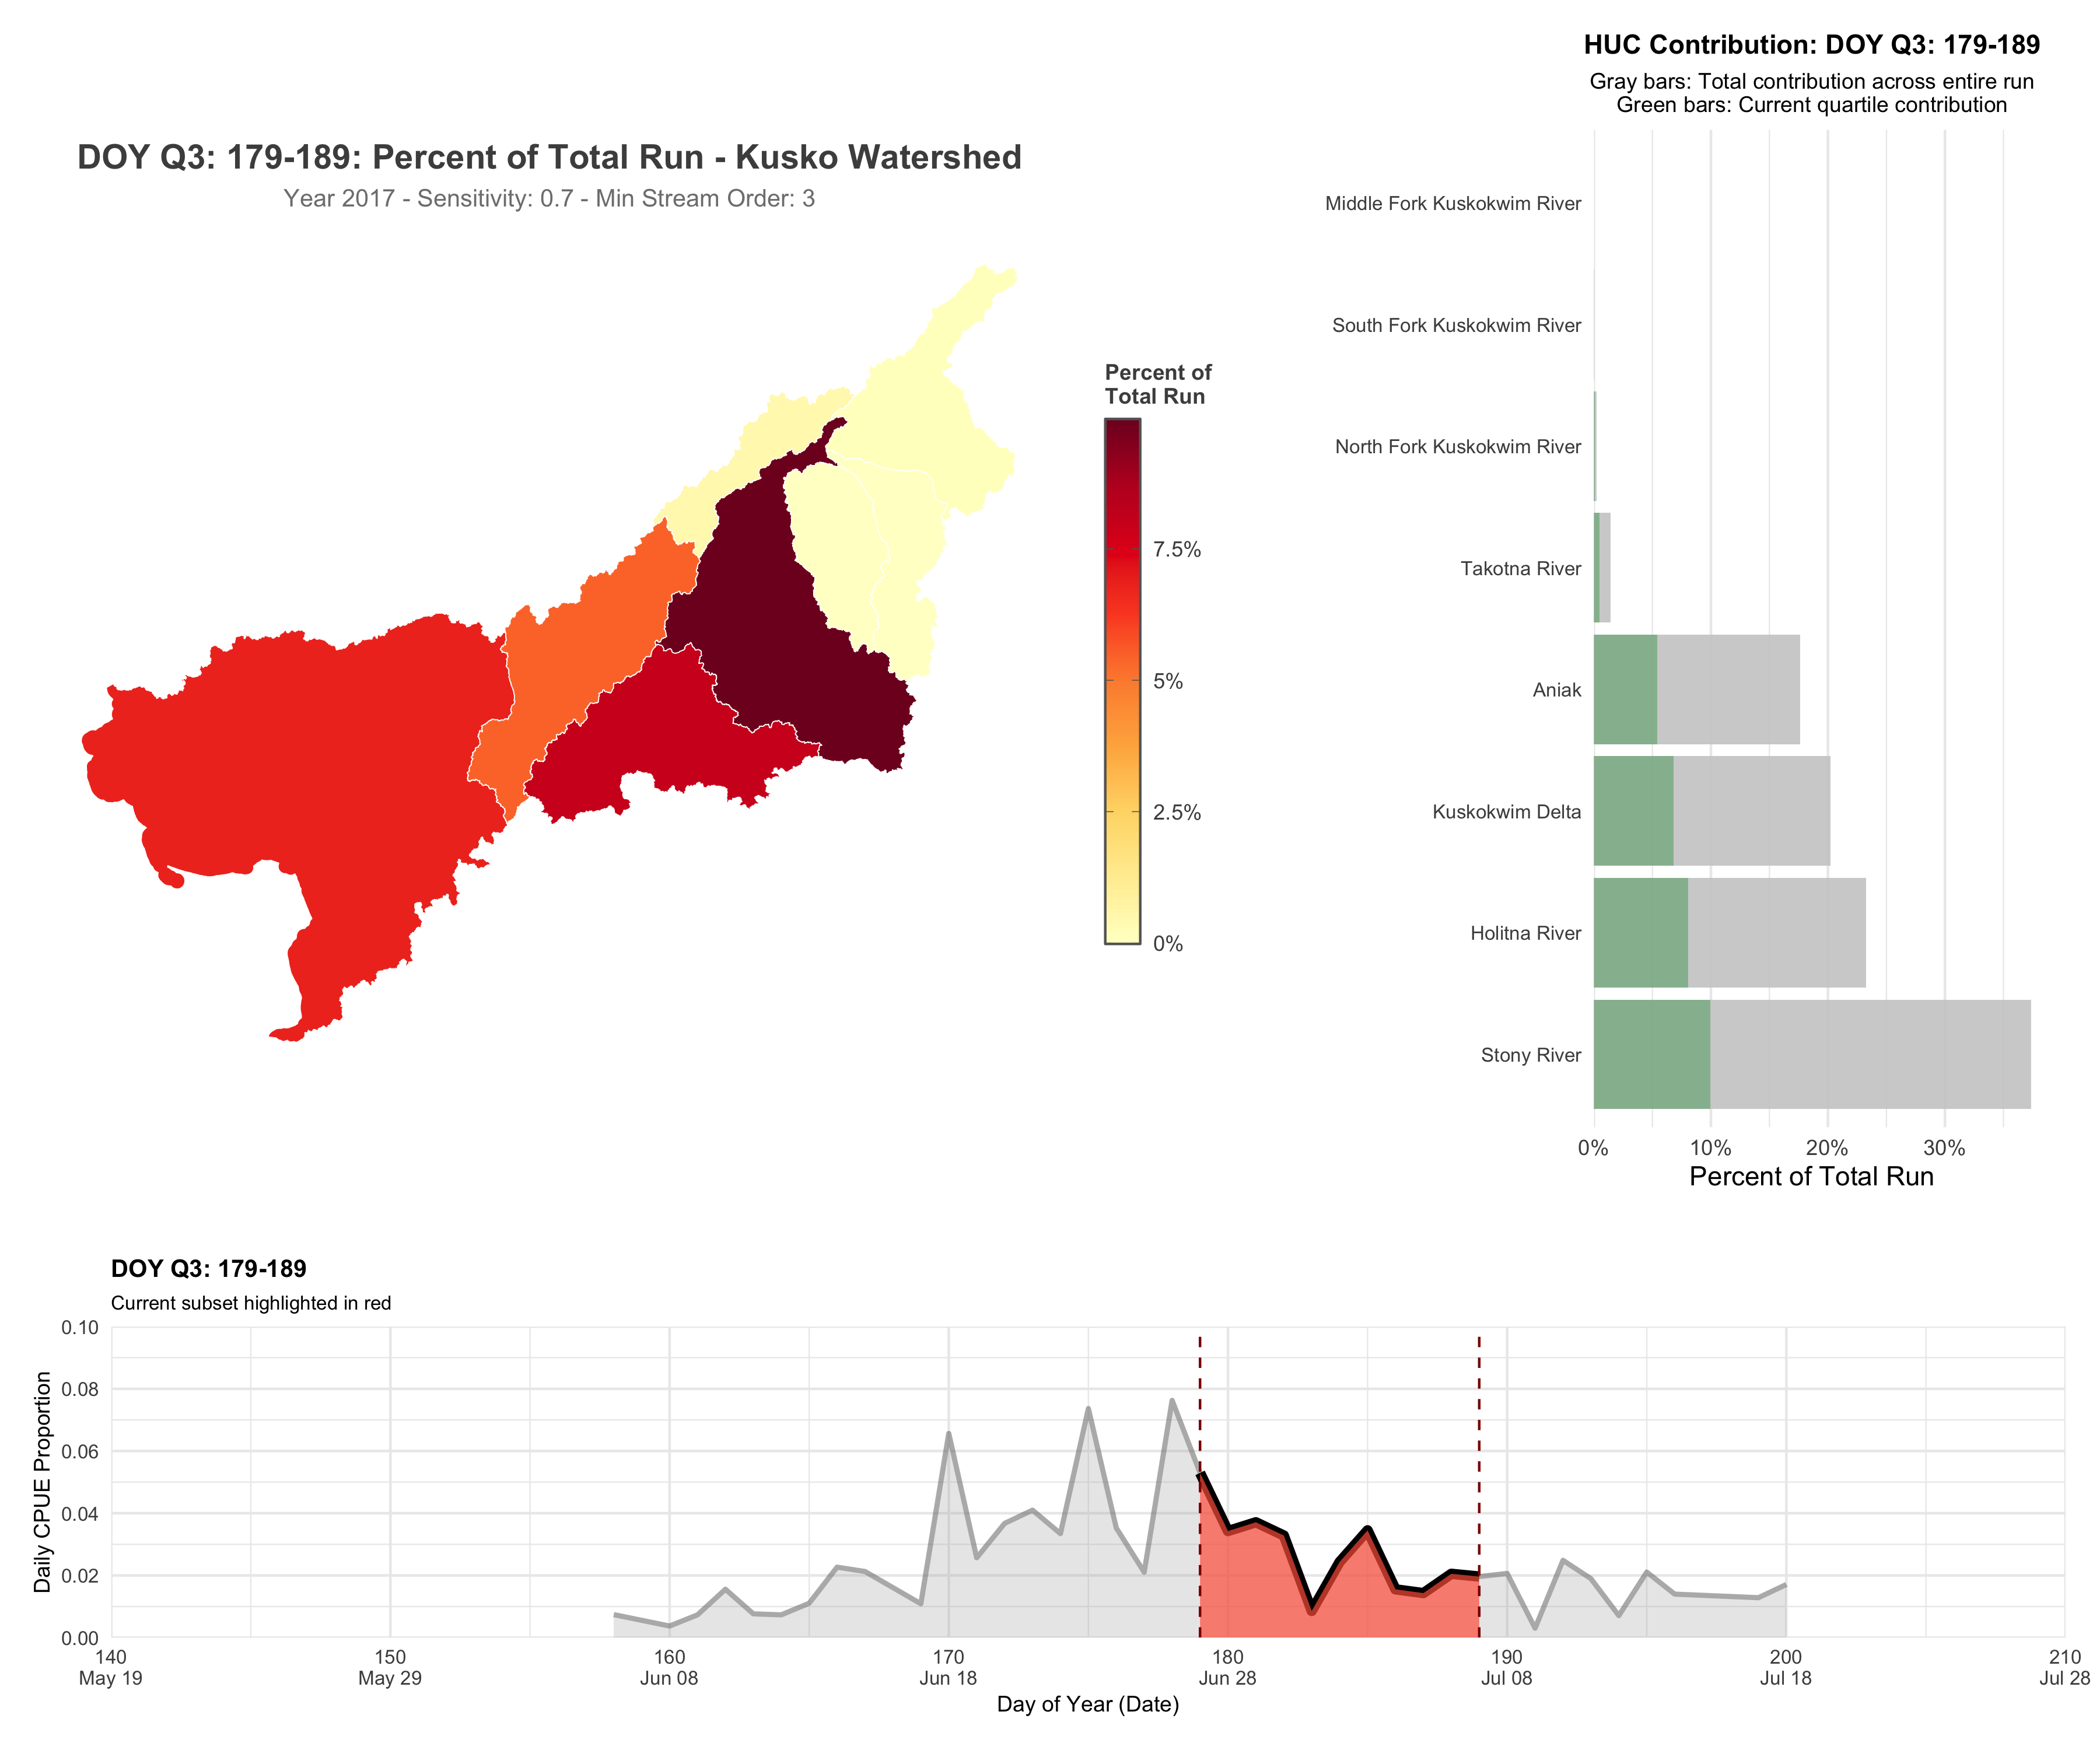 DOY Q3: 179-189: Percent of Total Run - Kusko Watershed
Year 2017 - Sensitivity: 0.7 - Min Stream Order: 3
Percent of
Total Run
7.5%
5%
2.5%
0%
HUC Contribution: DOY Q3: 179-189
Gray bars: Total contribution across entire run
Green bars: Current quartile contribution
Middle Fork Kuskokwim River
South Fork Kuskokwim River
North Fork Kuskokwim River
Takotna River
Aniak
Kuskokwim Delta
Holitna River
Stony River
0% 10% 20% 30%
Percent of Total Run
DOY Q3: 179-189
Current subset highlighted in red
Daily CPUE Proportion
0.10
0.08
0.06
0.04
0.02
0.00
140 150 160 170 180 190 200 210
May 19 May 29 Jun 08 Jun 18 Jun 28 Jul 08 Jul 18 Jul 28
Day of Year (Date)